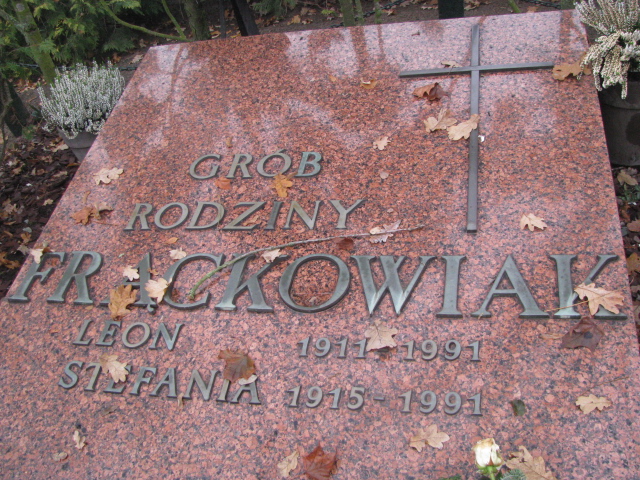 GRÓB
RODZINY
FRĄCKOWIAK
LEON 1911-1991
STEFANIA 1915-1991